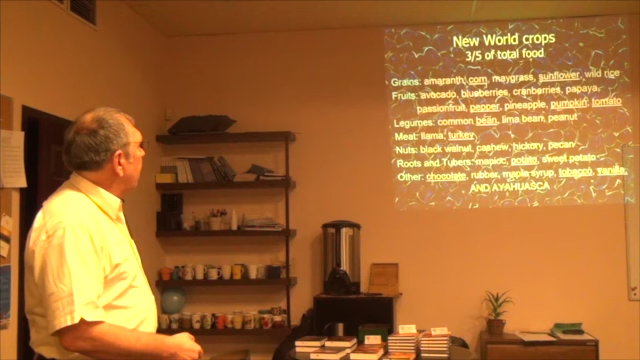 New World crops
3/5 of total food
Grains: amaranth, corn, maygrass, sunflower, wild rice
Fruits: avocado, blueberries, cranberries, papaya,
passionfruit, pepper, pineapple, pumpkin, tomato
Legumes: common bean, lima bean, peanut
Meat: llama, turkey
Nuts: black walnut, cashew, hickory, pecan
Roots and Tubers: manioc, potato, sweet potato
Other: chocolate, rubber, maple syrup, tobacco, vanilla,
AND AYAHUASCA